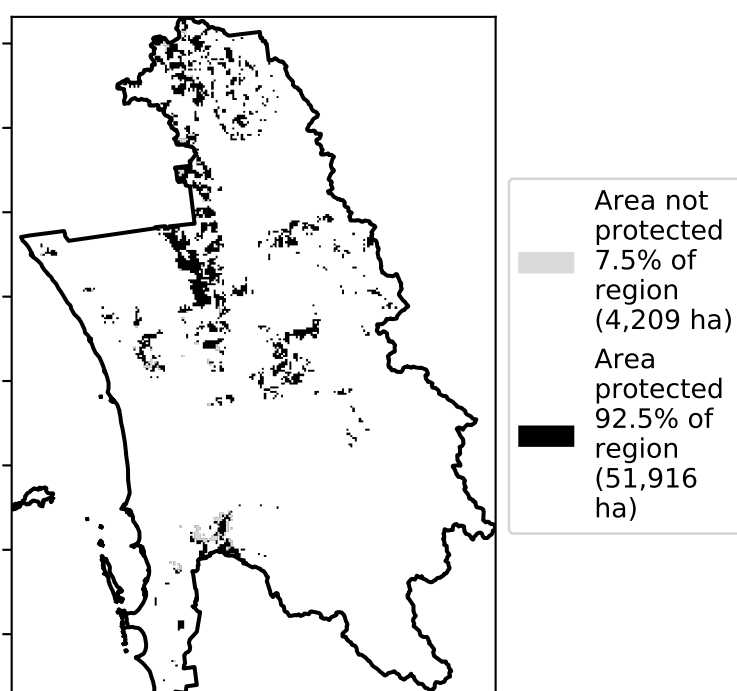 Area not
protected
7.5% of
region
(4,209 ha)
Area
protected
92.5% of
region
(51,916
ha)